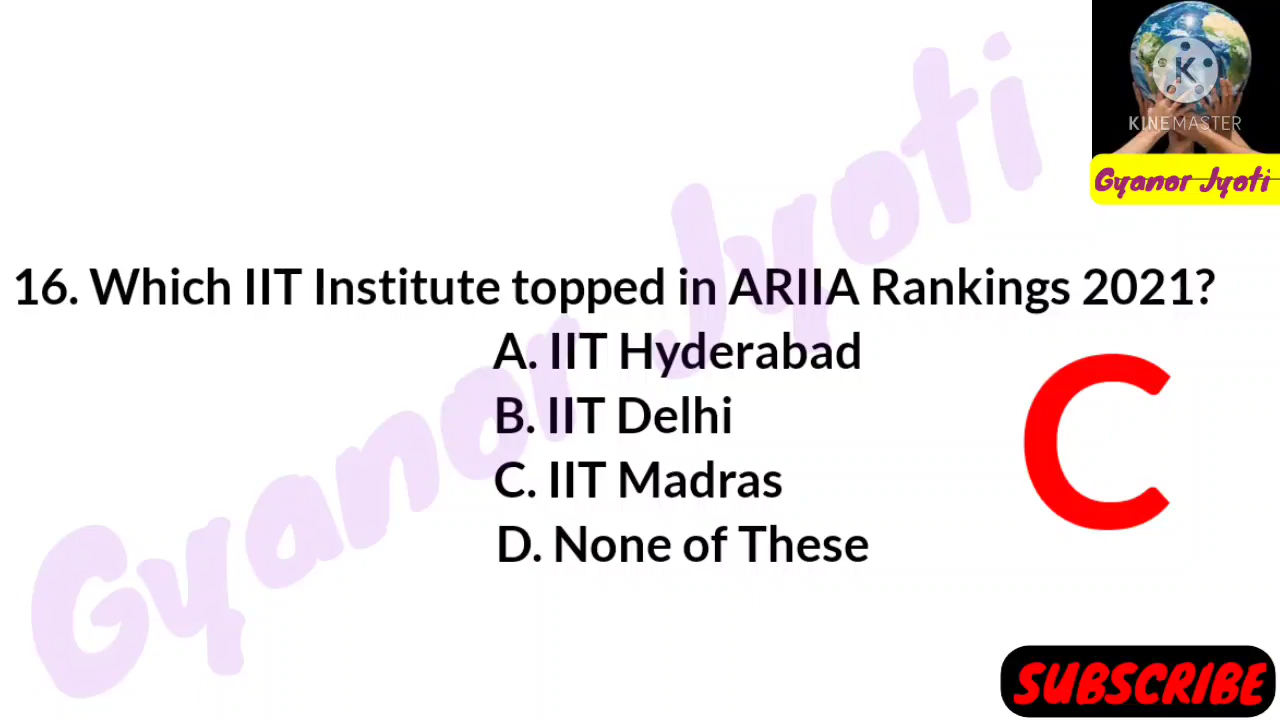 K
KINEMASTER
Gyanor Jyoti
Gyanor Jyoti
16. Which IIT Institute topped in ARIIA Rankings 2021?
A. IIT Hyderabad
B. IIT Delhi
C. IIT Madras
D. None of These
C
SUBSCRIBE